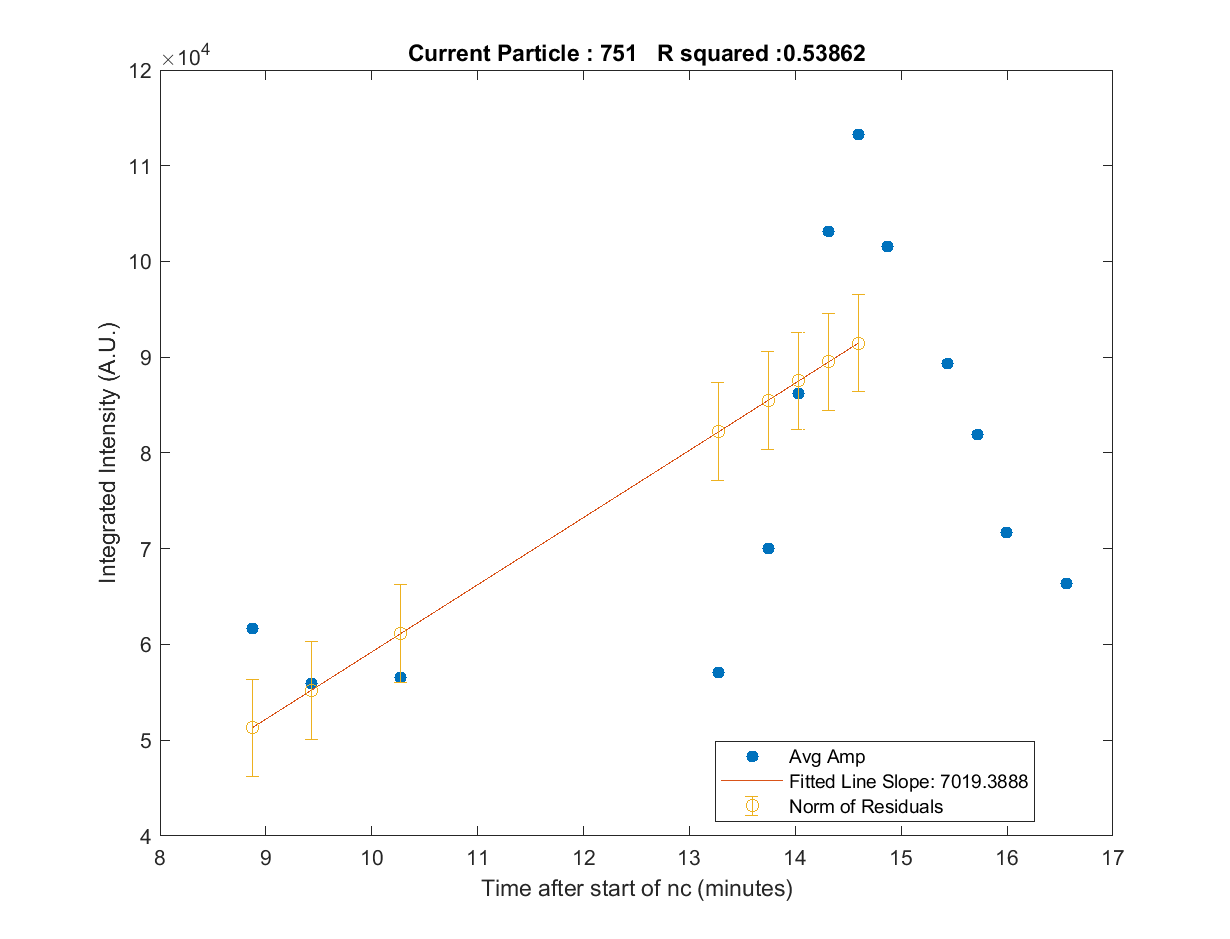 Current Particle : 751 R squared :0.53862
×10^4
12
11
10
9
8
7
6
5
4
Integrated Intensity (A.U.)
Avg Amp
Fitted Line Slope: 7019.3888
Norm of Residuals
8 9 10 11 12 13 14 15 16 17
Time after start of nc (minutes)